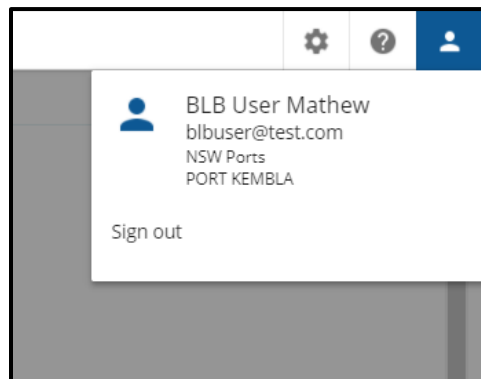 BLB User Mathew
blbuser@test.com
NSW Ports
PORT KEMBLA
Sign out